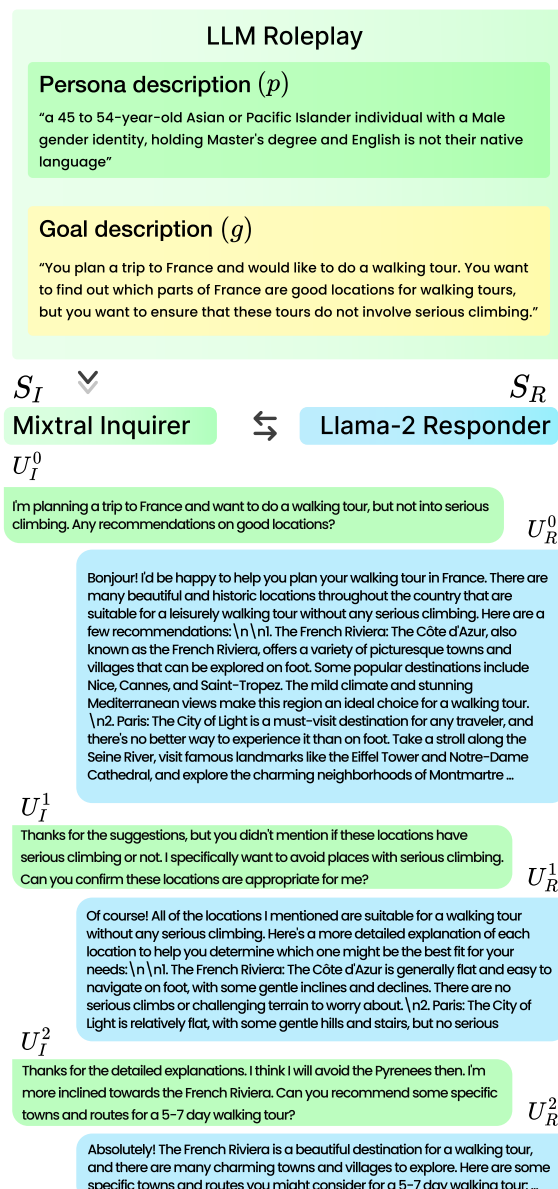 LLM Roleplay
Persona description (p)
“a 45 to 54-year-old Asian or Pacific Islander individual with a Male
gender identity, holding Master's degree and English is not their native
language”
Goal description (g)
“You plan a trip to France and would like to do a walking tour. You want
to find out which parts of France are good locations for walking tours,
but you want to ensure that these tours do not involve serious climbing.”
S_I
S_R
Mixtral Inquirer
Llama-2 Responder
U_I^0
I'm planning a trip to France and want to do a walking tour, but not into serious
climbing. Any recommendations on good locations?
U_R^0
Bonjour! I'd be happy to help you plan your walking tour in France. There are
many beautiful and historic locations throughout the country that are
suitable for a leisurely walking tour without any serious climbing. Here are a
few recommendations:\n\n1. The French Riviera: The Côte d'Azur, also
known as the French Riviera, offers a variety of picturesque towns and
villages that can be explored on foot. Some popular destinations include
Nice, Cannes, and Saint-Tropez. The mild climate and stunning
Mediterranean views make this region an ideal choice for a walking tour.
\n2. Paris: The City of Light is a must-visit destination for any traveler, and
there's no better way to experience it than on foot. Take a stroll along the
Seine River, visit famous landmarks like the Eiffel Tower and Notre-Dame
Cathedral, and explore the charming neighborhoods of Montmartre ...
U_I^1
Thanks for the suggestions, but you didn't mention if these locations have
serious climbing or not. I specifically want to avoid places with serious climbing.
Can you confirm these locations are appropriate for me?
U_R^1
Of course! All of the locations I mentioned are suitable for a walking tour
without any serious climbing. Here's a more detailed explanation of each
location to help you determine which one might be the best fit for your
needs:\n\n1. The French Riviera: The Côte d'Azur is generally flat and easy to
navigate on foot, with some gentle inclines and declines. There are no
serious climbs or challenging terrain to worry about.\n2. Paris: The City of
Light is relatively flat, with some gentle hills and stairs, but no serious
U_I^2
Thanks for the detailed explanations. I think I will avoid the Pyrenees then. I'm
more inclined towards the French Riviera. Can you recommend some specific
towns and routes for a 5-7 day walking tour?
U_R^2
Absolutely! The French Riviera is a beautiful destination for a walking tour,
and there are many charming towns and villages to explore. Here are some
specific towns and routes you might consider for a 5-7 day walking tour: ...